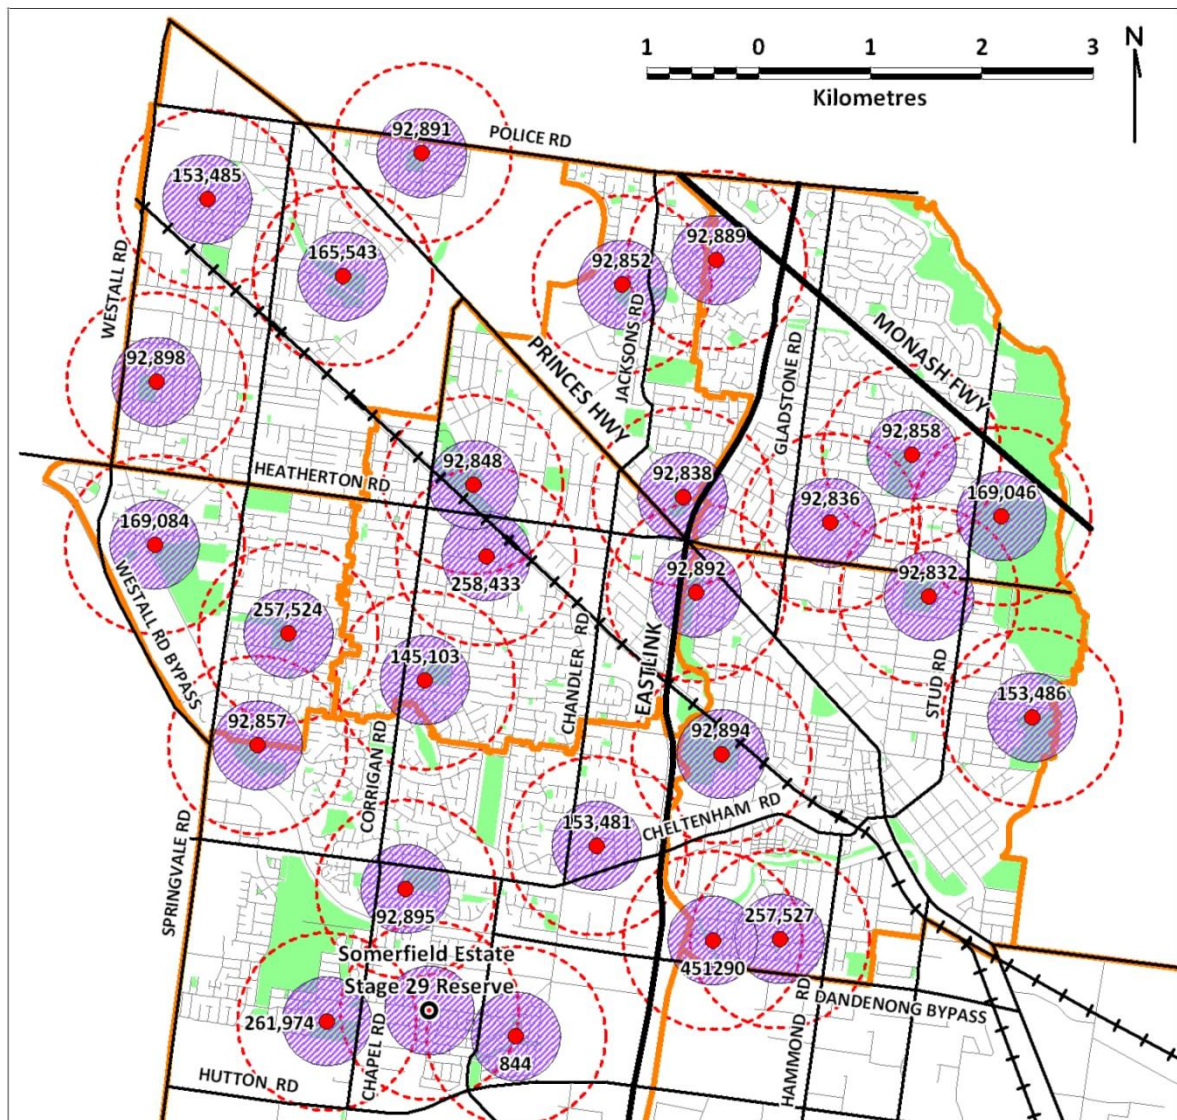 1 0 1 2 3
Kilometres
N
92,891
POLICE RD
153,485
165,543
92,889
92,852
WESTALL RD
JACKSONS RD
MONASH FWY
GLADSTONE RD
PRINCES HWY
92,898
92,858
92,848
92,838
HEATHERTON RD
92,836
169,046
169,084
258,433
92,892
92,832
WESTALL RD BYPASS
257,524
145,103
CHANDLER RD
EASTLINK
STUD RD
153,486
92,857
92,894
CORRIGAN RD
153,481
CHELTENHAM RD
SPRINGVALE RD
92,895
257,527
451290
Somerfield Estate
Stage 29 Reserve
261,974
844
CHAPEL RD
HAMMOND RD
DANDENONG BYPASS
HUTTON RD